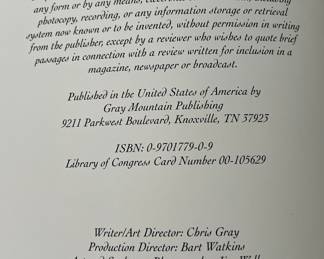 any form or by any means,
photocopy, recording, or any information storage or retrieval
system now known or to be invented, without permission in writing
from the publisher, except by a reviewer who wishes to quote brief
passages in connection with a review written for inclusion in a
magazine, newspaper or broadcast.
Published in the United States of America by
Gray Mountain Publishing
9211 Parkwest Boulevard, Knoxville, TN 37923
ISBN: 0-9701779-0-9
Library of Congress Card Number 00-105629
Writer/Art Director: Chris Gray
Production Director: Bart Watkins